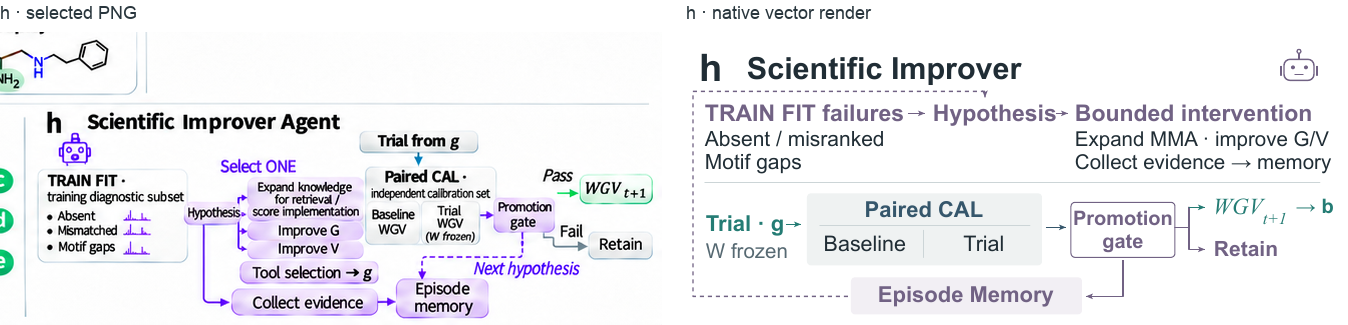 h · selected PNG
NH₂
N
H
c
d
e
h Scientific Improver Agent
Trial from g
Select ONE
TRAIN FIT ·
training diagnostic subset
• Absent
• Mismatched
• Motif gaps
Hypothesis
Expand knowledge
for retrieval /
score implementation
Improve G
Improve V
Tool selection → g
Collect evidence
Paired CAL ·
independent calibration set
Baseline
WGV
Trial
WGV
(W frozen)
Promotion
gate
Pass
WGV t+1
Fail
Retain
Next hypothesis
Episode
memory
h · native vector render
h Scientific Improver
TRAIN FIT failures → Hypothesis → Bounded intervention
Absent / misranked
Motif gaps
Expand MMA · improve G/V
Collect evidence → memory
Trial · g
W frozen
Paired CAL
Baseline
Trial
Promotion
gate
WGV t+1 → b
Retain
Episode Memory